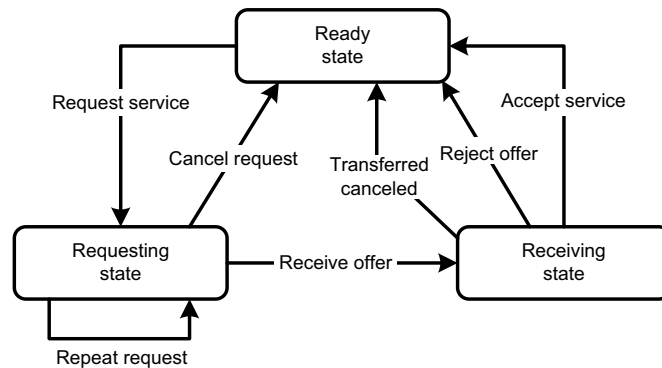 Ready
state
Request service
Accept service
Cancel request
Transferred
canceled
Reject offer
Requesting
state
Receive offer
Receiving
state
Repeat request